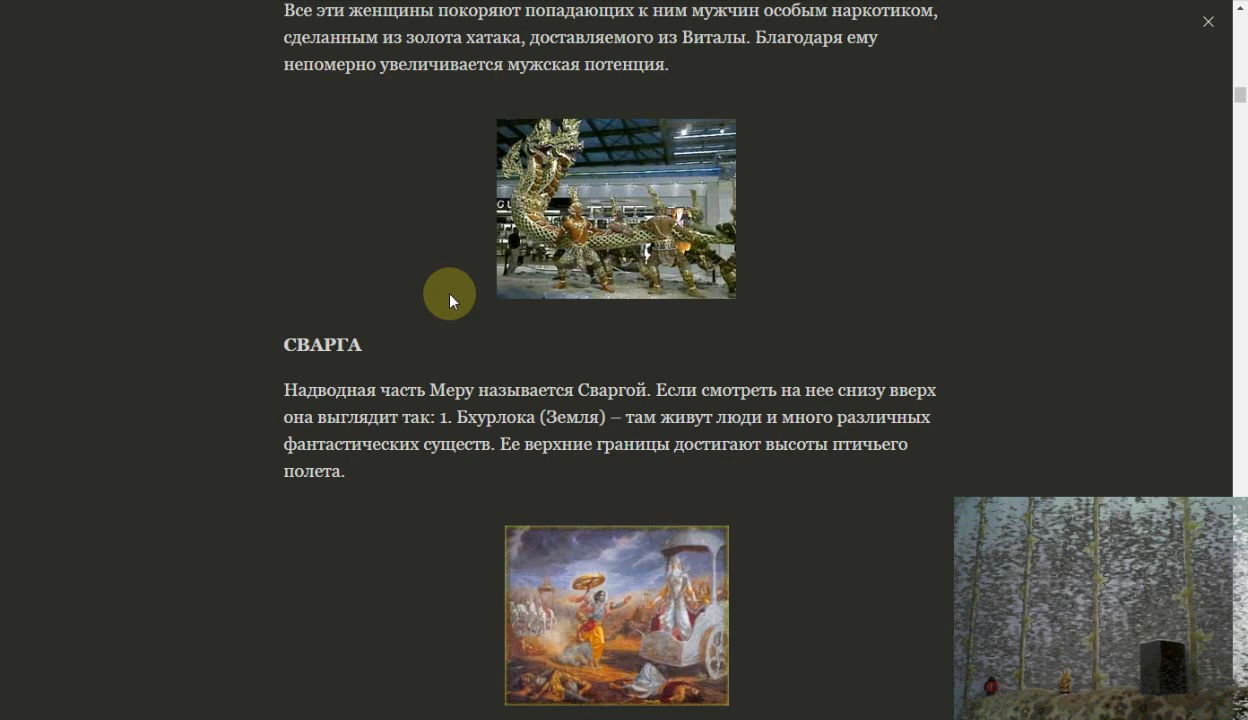 Все эти женщины покоряют попадающих к ним мужчин особым наркотиком,
сделанным из золота хатака, доставляемого из Виталы. Благодаря ему
непомерно увеличивается мужская потенция.
СВАРГА
Надводная часть Меру называется Сваргой. Если смотреть на нее снизу вверх
она выглядит так: 1. Бхурлока (Земля) – там живут люди и много различных
фантастических существ. Ее верхние границы достигают высоты птичьего
полета.